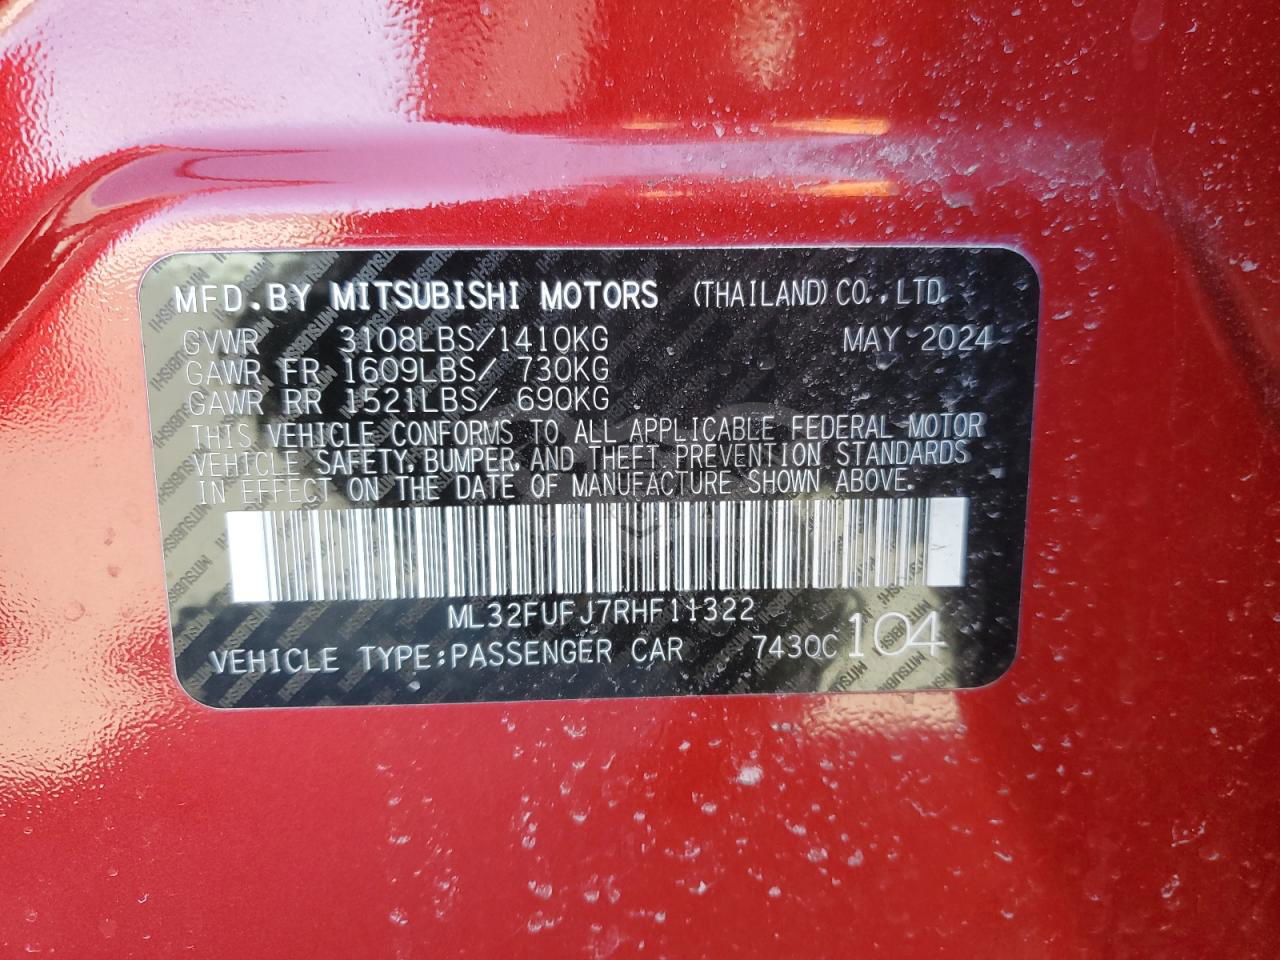 MFD.BY MITSUBISHI MOTORS (THAILAND) CO.,LTD.
GVWR 3108LBS/1410KG MAY 2024
GAWR FR 1609LBS/ 730KG
GAWR RR 1521LBS/ 690KG
THIS VEHICLE CONFORMS TO ALL APPLICABLE FEDERAL MOTOR
VEHICLE SAFETY, BUMPER, AND THEFT PREVENTION STANDARDS
IN EFFECT ON THE DATE OF MANUFACTURE SHOWN ABOVE.
ML32FUFJ7RHF11322
VEHICLE TYPE:PASSENGER CAR 7430C 104